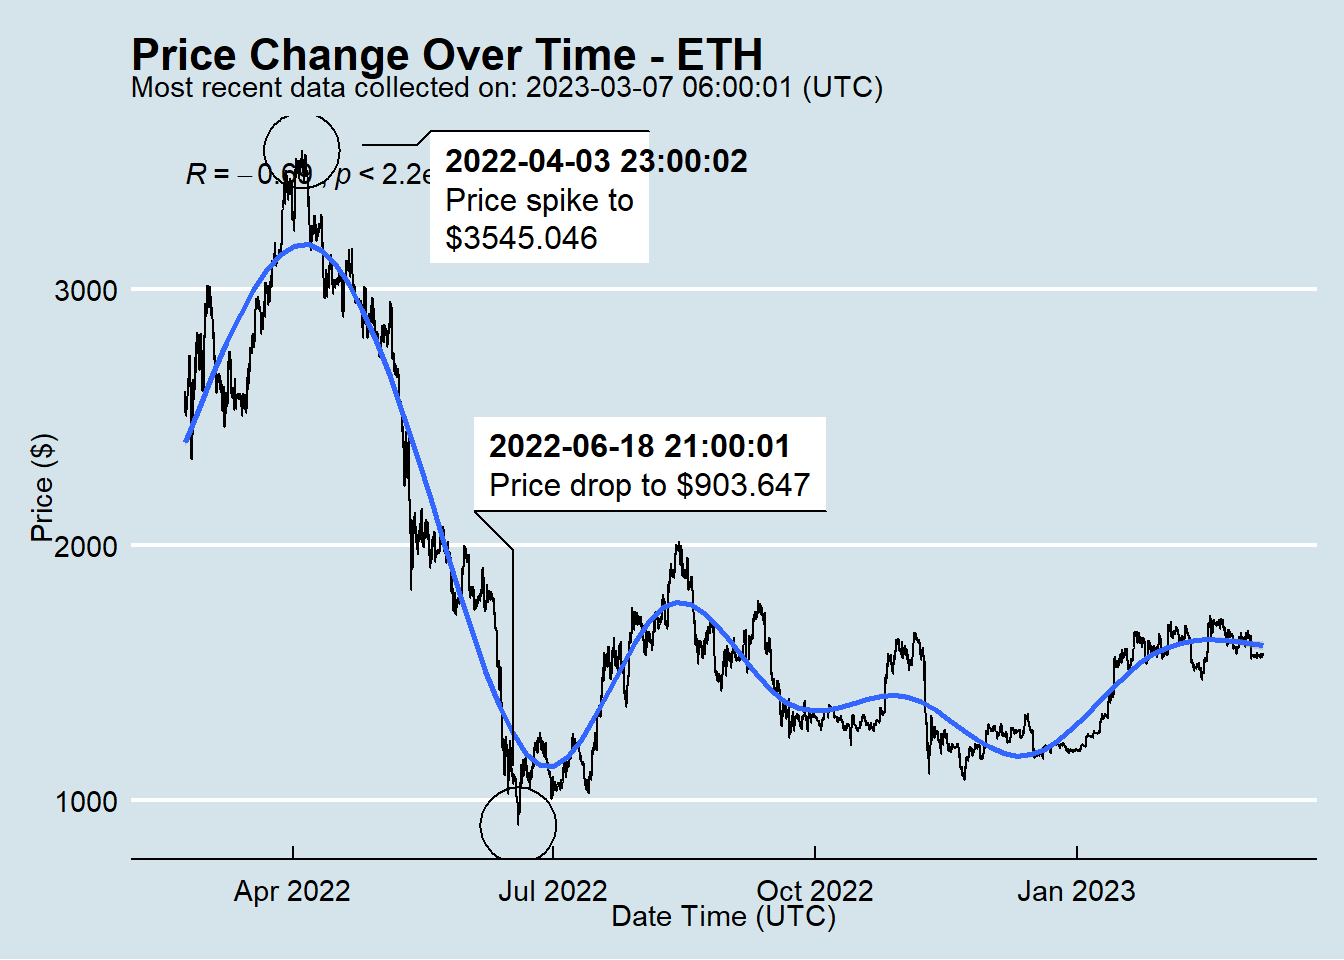 Price Change Over Time - ETH
Most recent data collected on: 2023-03-07 06:00:01 (UTC)
2022-04-03 23:00:02
Price spike to
$3545.046
R = −0.69, p < 2.2e
3000
2022-06-18 21:00:01
Price drop to $903.647
Price ($)
2000
1000
Apr 2022 Jul 2022 Oct 2022 Jan 2023
Date Time (UTC)